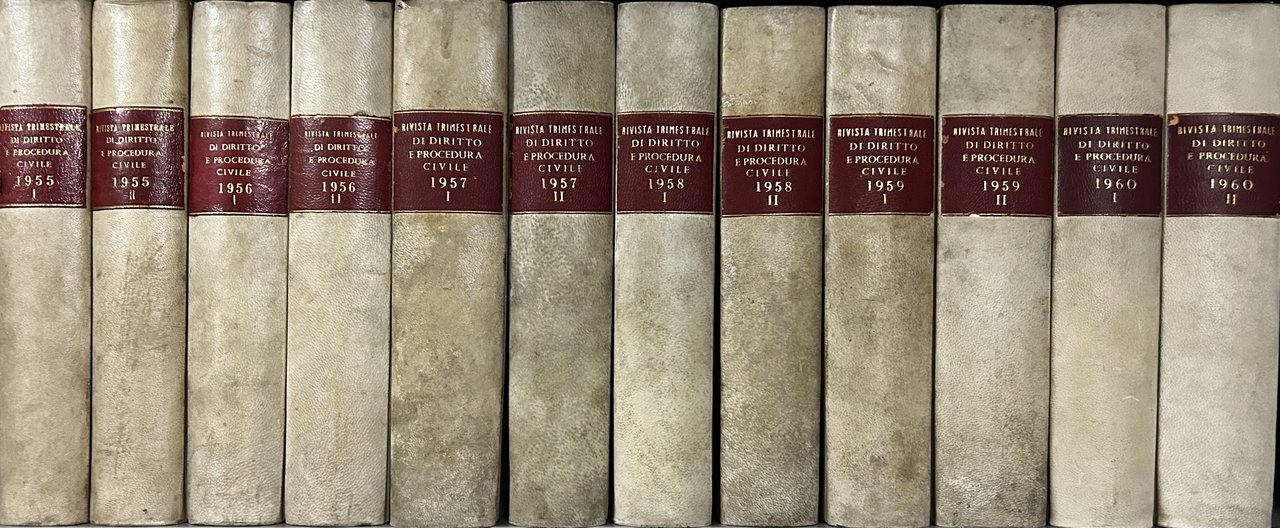 RIVISTA TRIMESTRALE
DI DIRITTO
E PROCEDURA
CIVILE
1955
I
RIVISTA TRIMESTRALE
DI DIRITTO
E PROCEDURA
CIVILE
1955
II
RIVISTA TRIMESTRALE
DI DIRITTO
E PROCEDURA
CIVILE
1956
I
RIVISTA TRIMESTRALE
DI DIRITTO
E PROCEDURA
CIVILE
1956
II
RIVISTA TRIMESTRALE
DI DIRITTO
E PROCEDURA
CIVILE
1957
I
RIVISTA TRIMESTRALE
DI DIRITTO
E PROCEDURA
CIVILE
1957
II
RIVISTA TRIMESTRALE
DI DIRITTO
E PROCEDURA
CIVILE
1958
I
RIVISTA TRIMESTRALE
DI DIRITTO
E PROCEDURA
CIVILE
1958
II
RIVISTA TRIMESTRALE
DI DIRITTO
E PROCEDURA
CIVILE
1959
I
RIVISTA TRIMESTRALE
DI DIRITTO
E PROCEDURA
CIVILE
1959
II
RIVISTA TRIMESTRALE
DI DIRITTO
E PROCEDURA
CIVILE
1960
I
RIVISTA TRIMESTRALE
DI DIRITTO
E PROCEDURA
CIVILE
1960
II